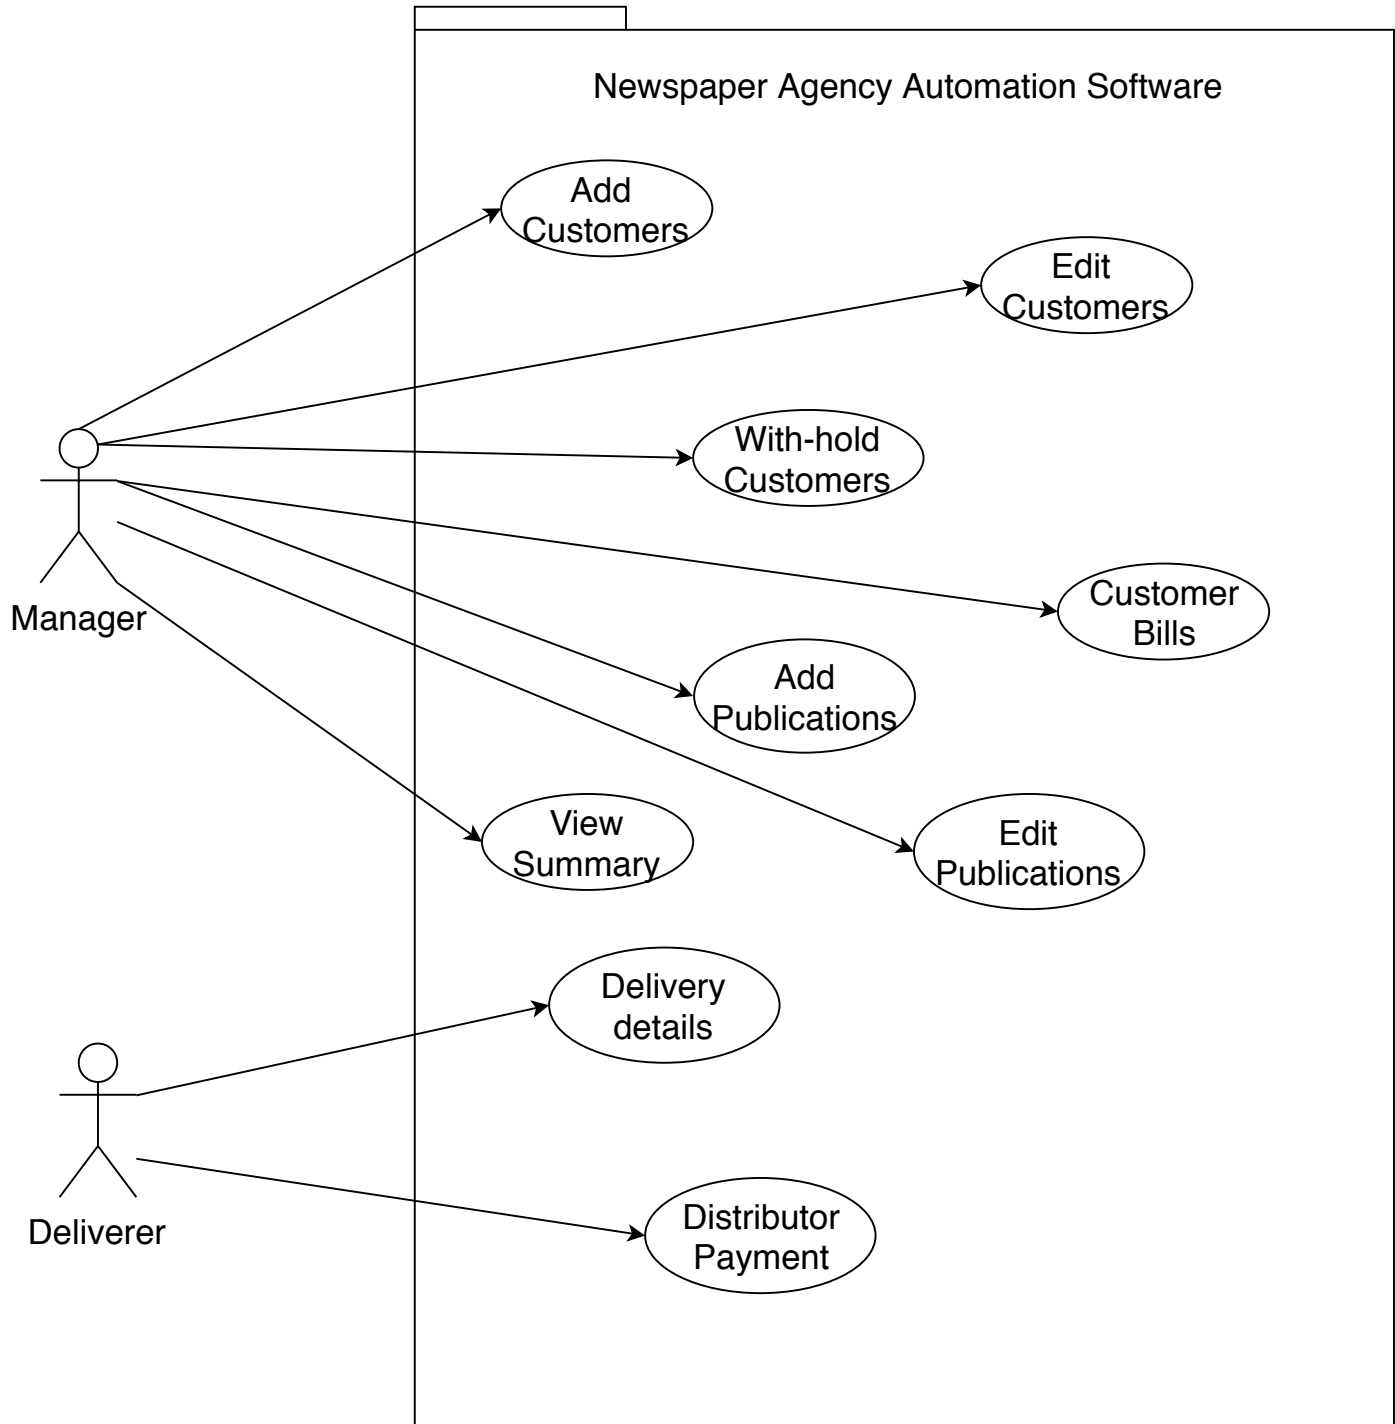 Newspaper Agency Automation Software
Add
Customers
Edit
Customers
With-hold
Customers
Manager
Customer
Bills
Add
Publications
View
Summary
Edit
Publications
Delivery
details
Deliverer
Distributor
Payment